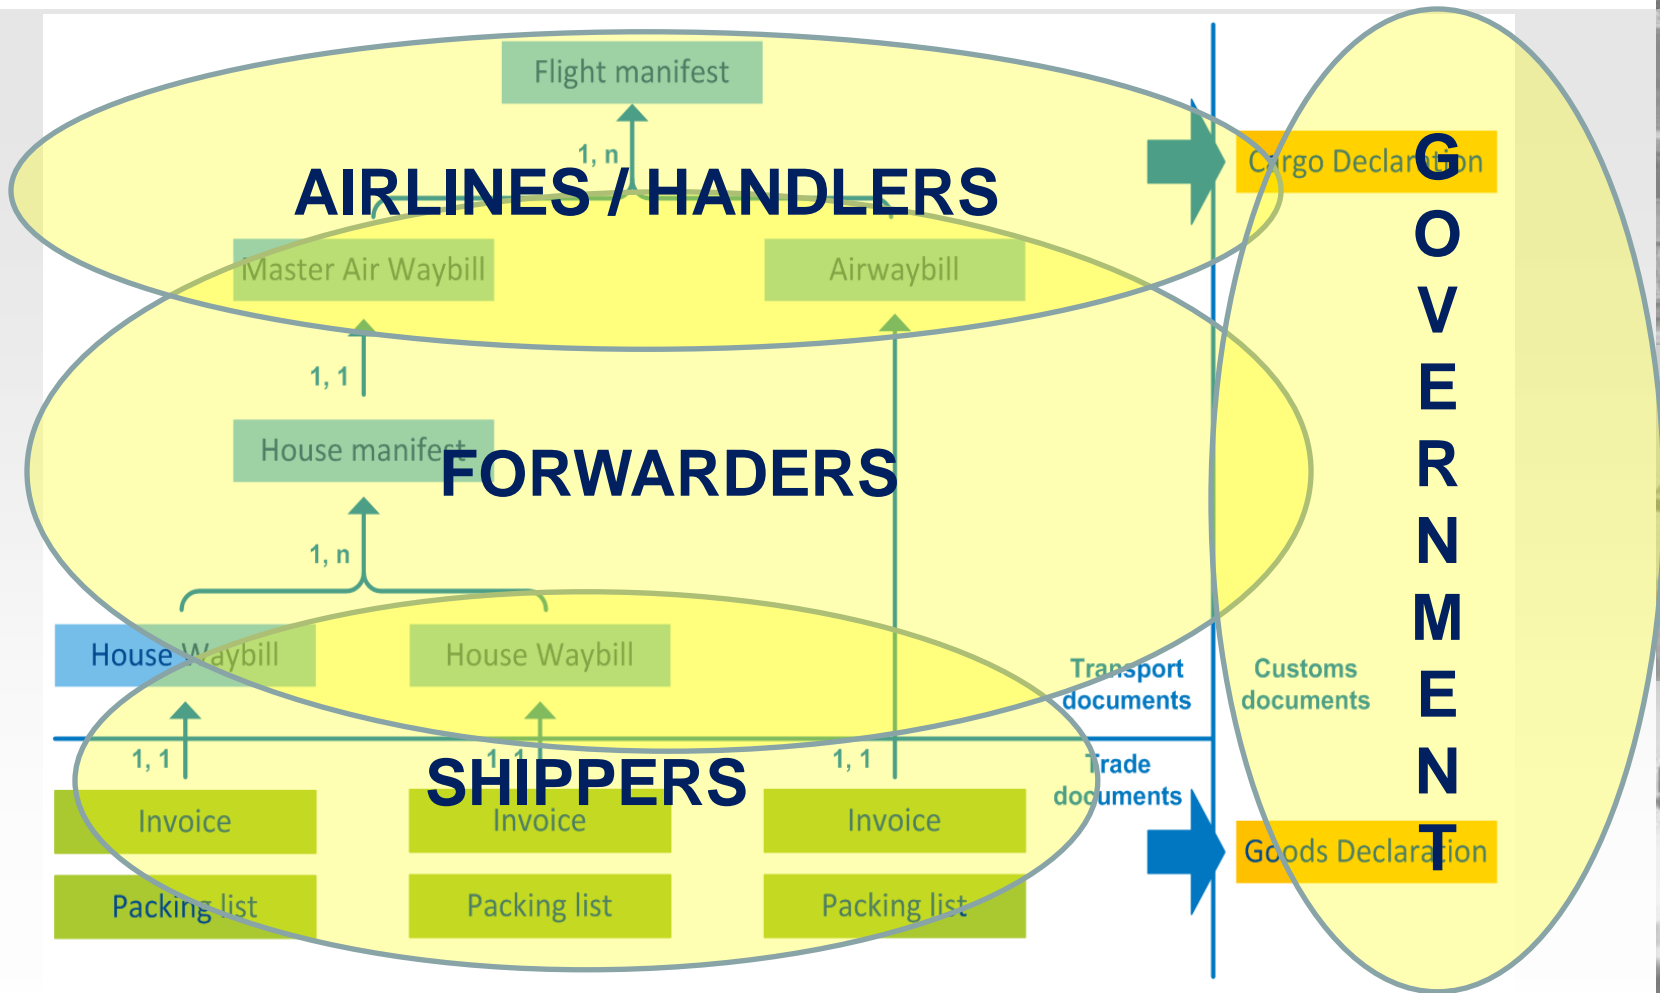 Flight manifest
1, n
AIRLINES / HANDLERS
Cargo Declaration
Master Air Waybill
Airwaybill
1, 1
House manifest
FORWARDERS
1, n
House Waybill
House Waybill
Transport
documents
Customs
documents
1, 1
1, 1
1, 1
Trade
documents
SHIPPERS
Invoice
Invoice
Invoice
Goods Declaration
Packing list
Packing list
Packing list
G
O
V
E
R
N
M
E
N
T